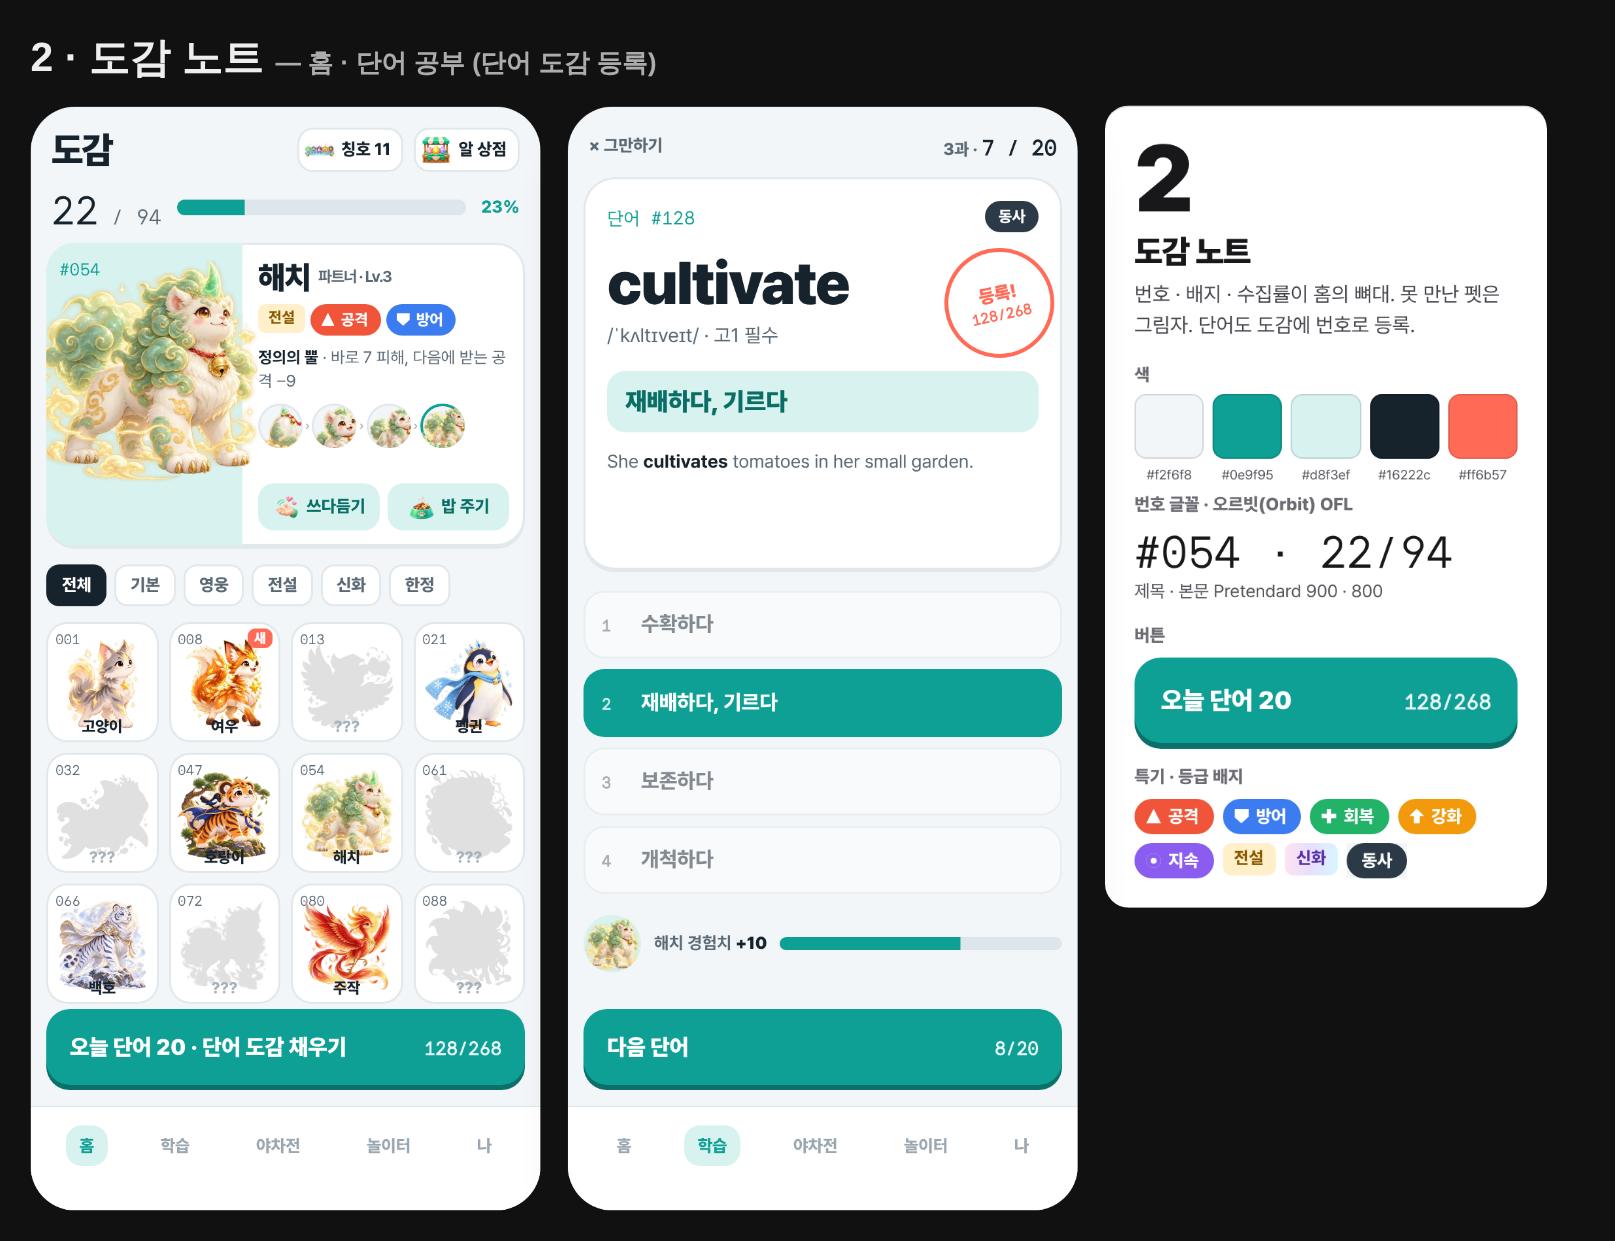 2 · 도감 노트 — 홈 · 단어 공부 (단어 도감 등록)
도감
칭호 11
알 상점
22 / 94
23%
#054
해치 파트너 · Lv.3
전설
공격
방어
정의의 뿔 · 바로 7 피해, 다음에 받는 공
격 −9
쓰다듬기
밥 주기
전체
기본
영웅
전설
신화
한정
001
고양이
008
새
여우
013
???
021
펭귄
032
???
047
호랑이
054
해치
061
???
066
백호
072
???
080
주작
088
???
오늘 단어 20 · 단어 도감 채우기
128/268
홈
학습
야차전
놀이터
나
× 그만하기
3과 · 7 / 20
단어 #128
동사
cultivate
등록!
128/268
/ˈkʌltɪveɪt/ · 고1 필수
재배하다, 기르다
She cultivates tomatoes in her small garden.
1 수확하다
2 재배하다, 기르다
3 보존하다
4 개척하다
해치 경험치 +10
다음 단어
8/20
홈
학습
야차전
놀이터
나
2
도감 노트
번호 · 배지 · 수집률이 홈의 뼈대. 못 만난 펫은
그림자. 단어도 도감에 번호로 등록.
색
#f2f6f8
#0e9f95
#d8f3ef
#16222c
#ff6b57
번호 글꼴 · 오르빗(Orbit) OFL
#054 · 22/94
제목 · 본문 Pretendard 900 · 800
버튼
오늘 단어 20
128/268
특기 · 등급 배지
공격
방어
회복
강화
지속
전설
신화
동사